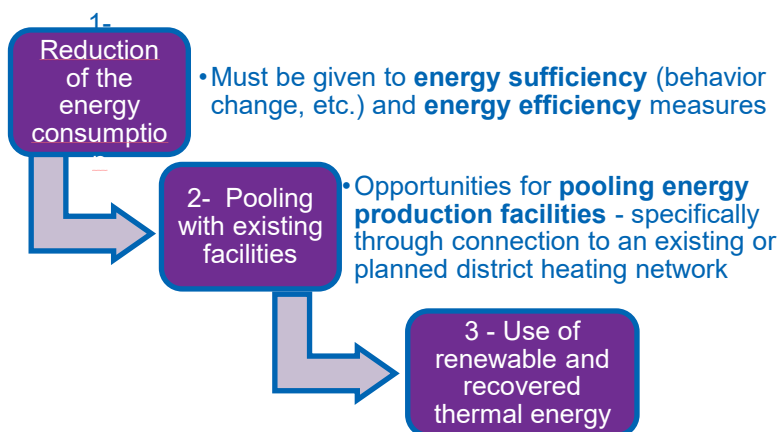 1-
Reduction
of the
energy
consumptio
n
•Must be given to energy sufficiency (behavior
change, etc.) and energy efficiency measures
2- Pooling
with existing
facilities
•Opportunities for pooling energy
production facilities - specifically
through connection to an existing or
planned district heating network
3 - Use of
renewable and
recovered
thermal energy